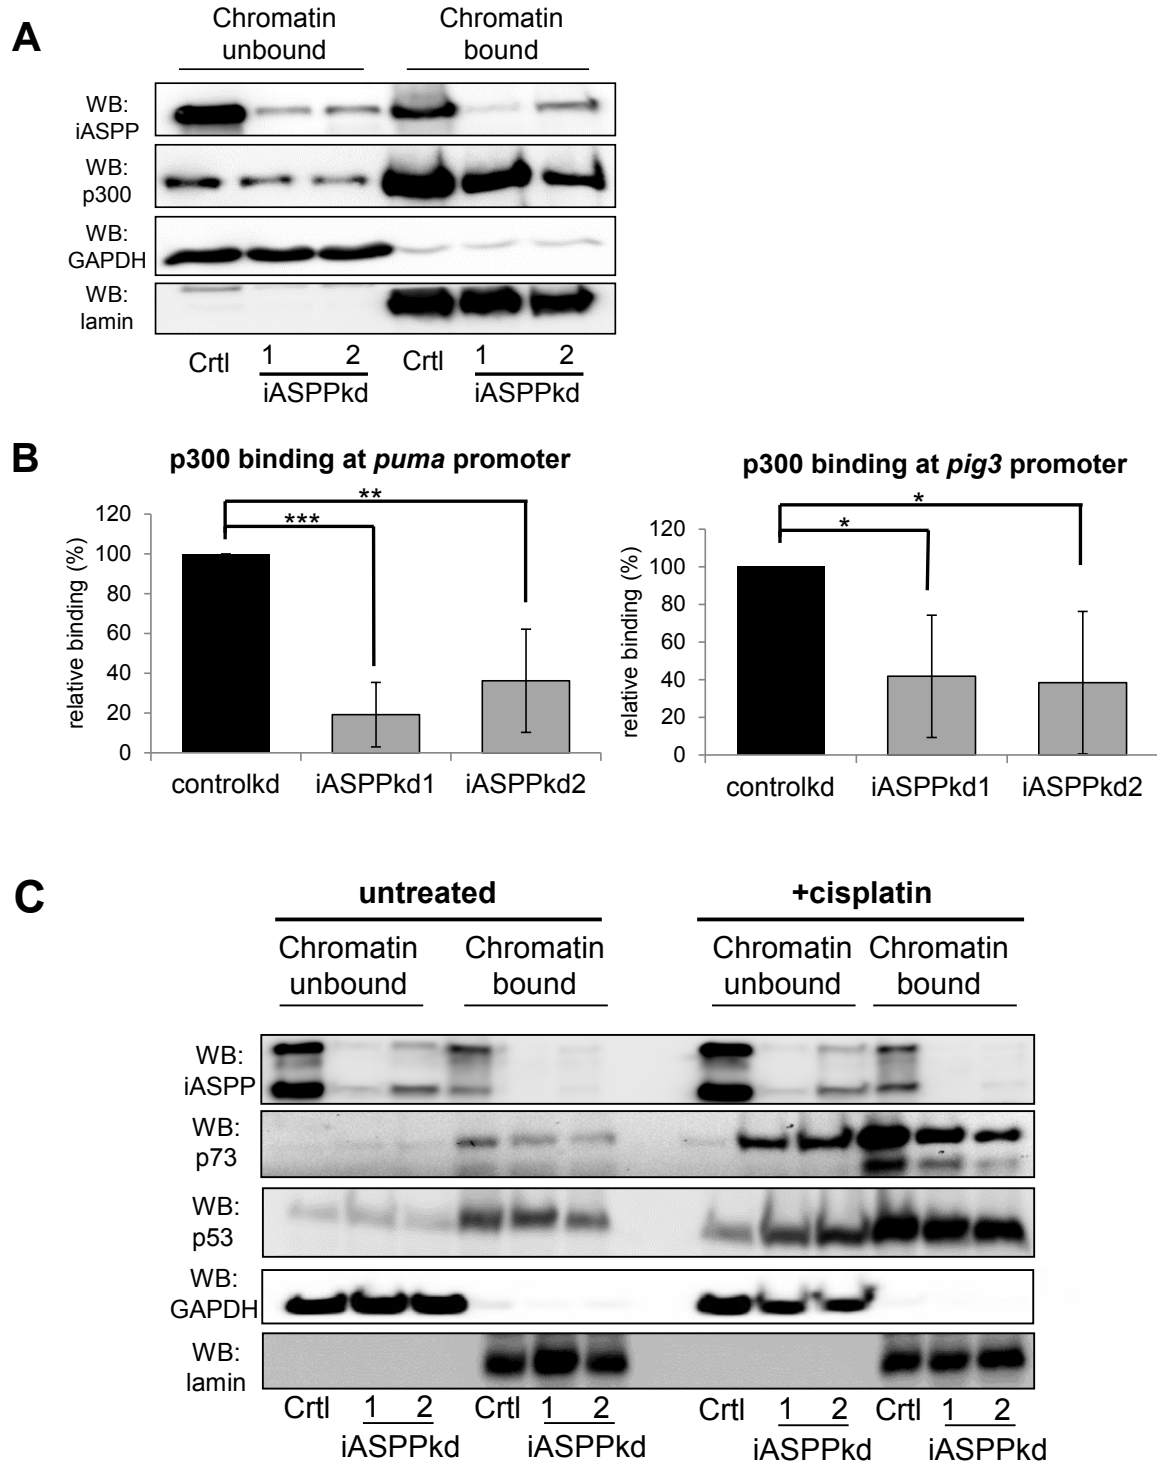 A
Chromatin unbound
Chromatin bound
WB: iASPP
WB: p300
WB: GAPDH
WB: lamin
Crtl 1 2 Crtl 1 2
iASPPkd iASPPkd
B
p300 binding at puma promoter
relative binding (%)
120
100
80
60
40
20
0
***
**
controlkd iASPPkd1 iASPPkd2
p300 binding at pig3 promoter
relative binding (%)
120
100
80
60
40
20
0
*
*
controlkd iASPPkd1 iASPPkd2
C
untreated +cisplatin
Chromatin unbound
Chromatin bound
Chromatin unbound
Chromatin bound
WB: iASPP
WB: p73
WB: p53
WB: GAPDH
WB: lamin
Crtl 1 2 Crtl 1 2 Crtl 1 2 Crtl 1 2
iASPPkd iASPPkd iASPPkd iASPPkd